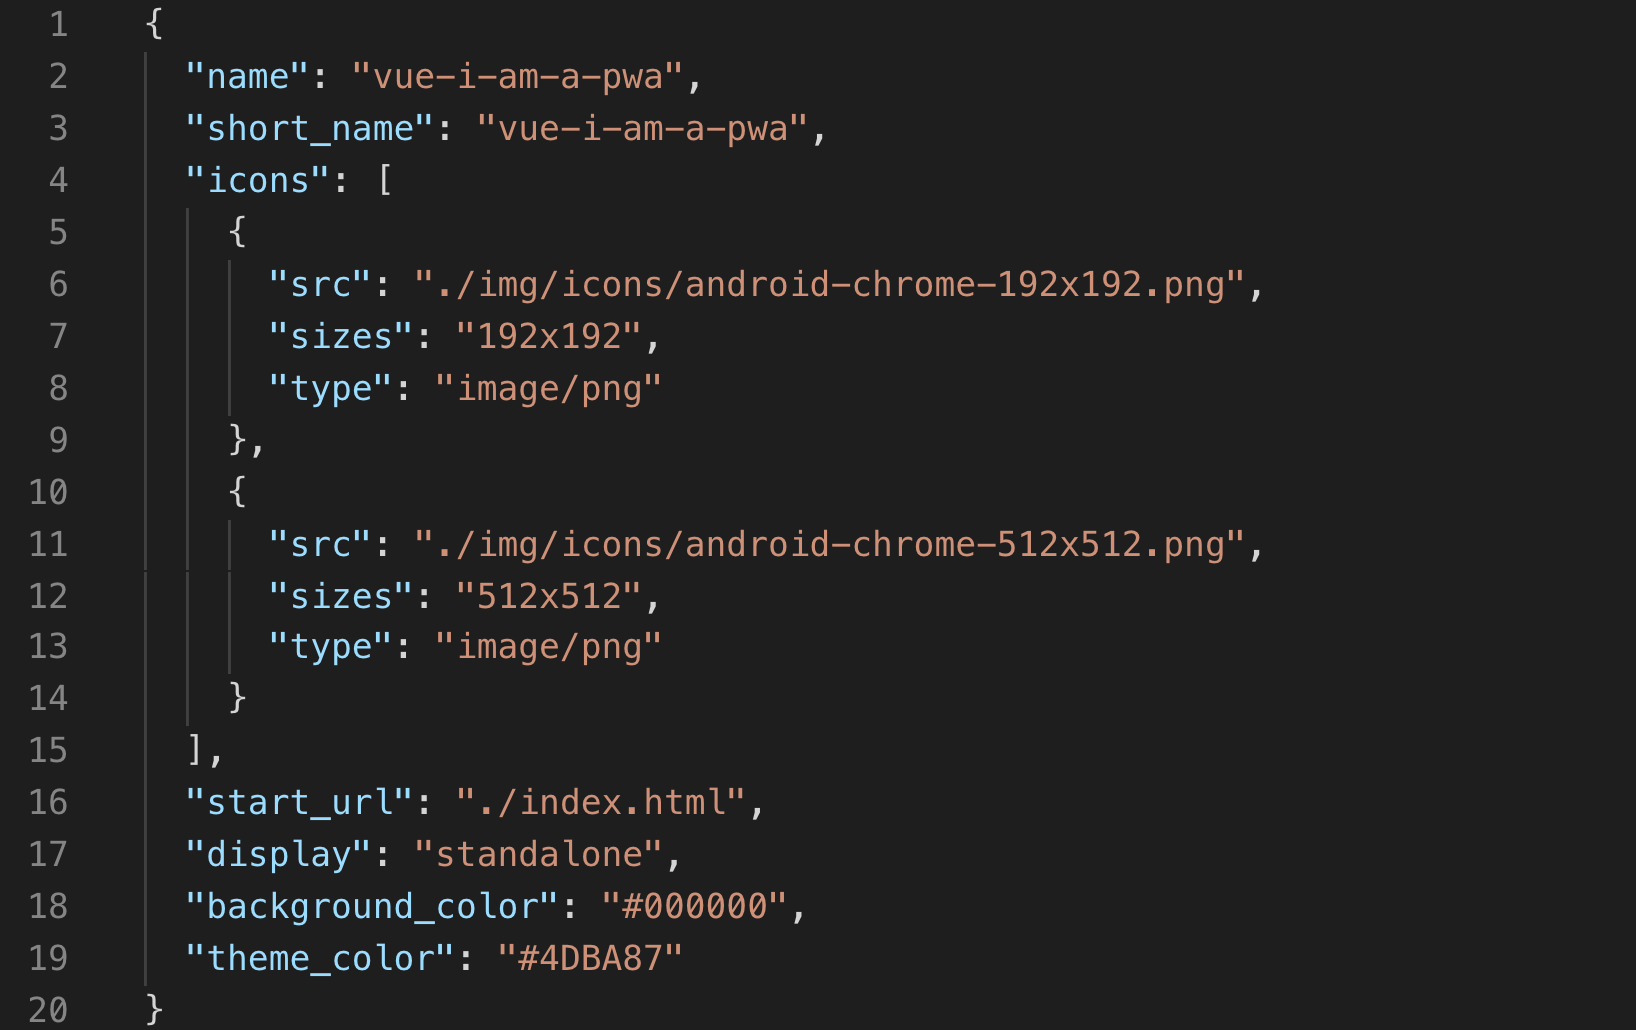 1 {
2 "name": "vue-i-am-a-pwa",
3 "short_name": "vue-i-am-a-pwa",
4 "icons": [
5 {
6 "src": "./img/icons/android-chrome-192x192.png",
7 "sizes": "192x192",
8 "type": "image/png"
9 },
10 {
11 "src": "./img/icons/android-chrome-512x512.png",
12 "sizes": "512x512",
13 "type": "image/png"
14 }
15 ],
16 "start_url": "./index.html",
17 "display": "standalone",
18 "background_color": "#000000",
19 "theme_color": "#4DBA87"
20 }